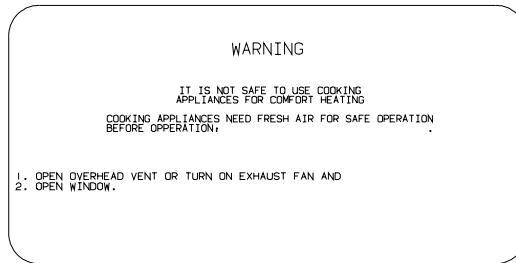 WARNING
IT IS NOT SAFE TO USE COOKING
APPLIANCES FOR COMFORT HEATING
COOKING APPLIANCES NEED FRESH AIR FOR SAFE OPERATION
BEFORE OPPERATION, .
1. OPEN OVERHEAD VENT OR TURN ON EXHAUST FAN AND
2. OPEN WINDOW.